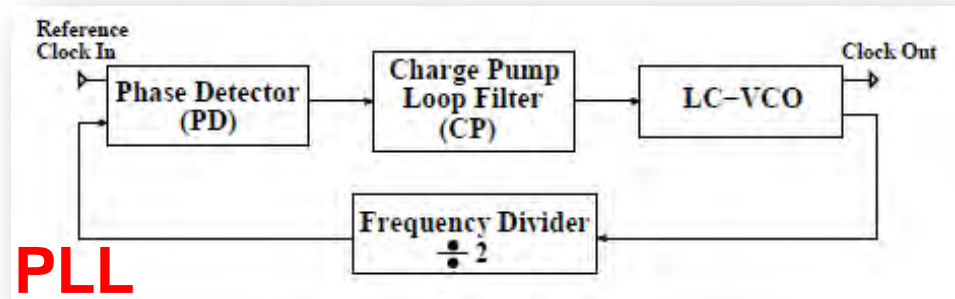 Reference
Clock In
Phase Detector
(PD)
Charge Pump
Loop Filter
(CP)
LC-VCO
Clock Out
Frequency Divider
÷ 2
PLL